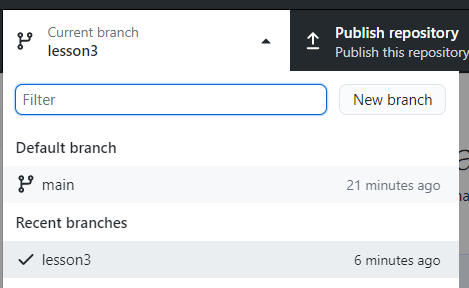 Current branch
lesson3
Publish repository
Publish this repository
Filter
New branch
Default branch
main
21 minutes ago
Recent branches
lesson3
6 minutes ago